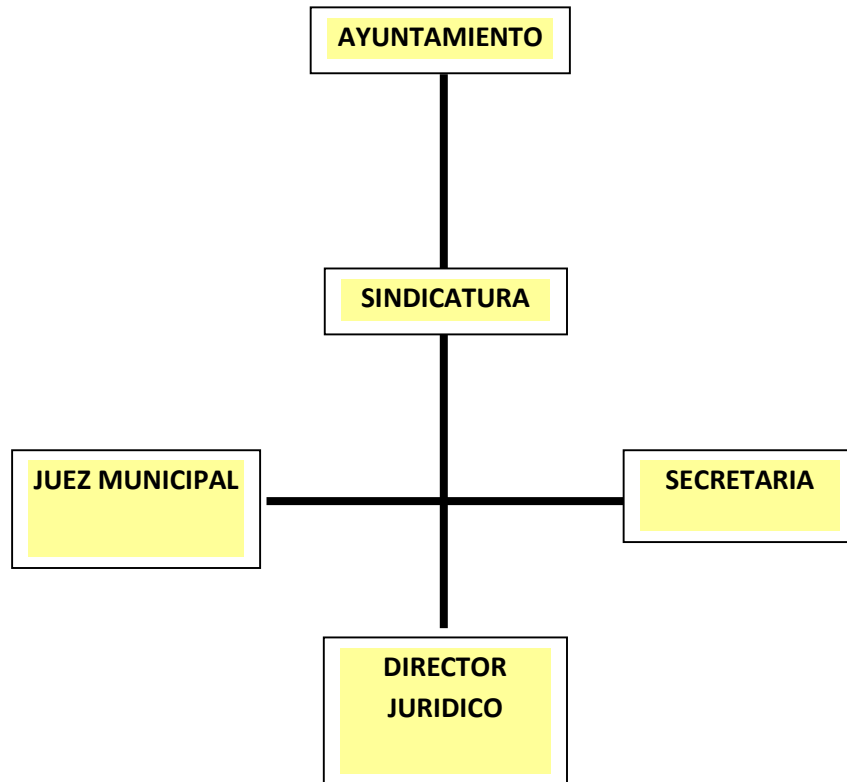 AYUNTAMIENTO
SINDICATURA
JUEZ MUNICIPAL
SECRETARIA
DIRECTOR
JURIDICO